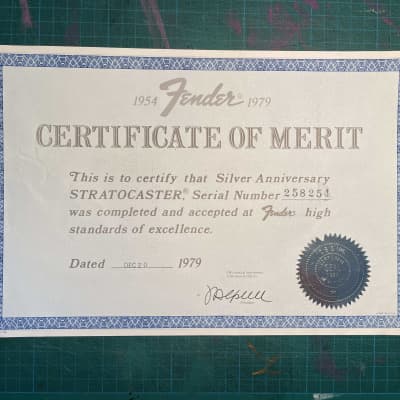 1954 Fender® 1979
CERTIFICATE OF MERIT
This is to certify that Silver Anniversary
STRATOCASTER,® Serial Number 258254
was completed and accepted at Fender high
standards of excellence.
Dated DEC 20 1979